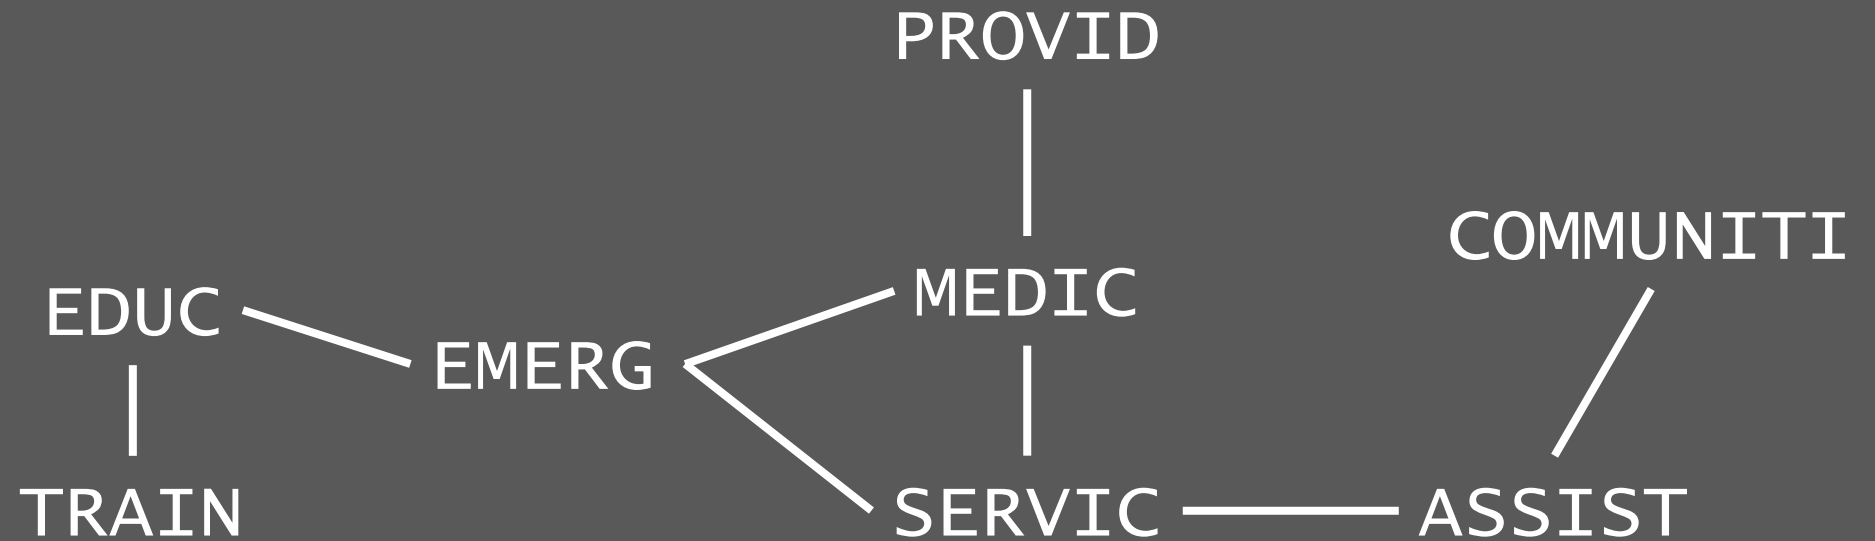 PROVID
COMMUNITI
MEDIC
EDUC
EMERG
TRAIN
SERVIC
ASSIST